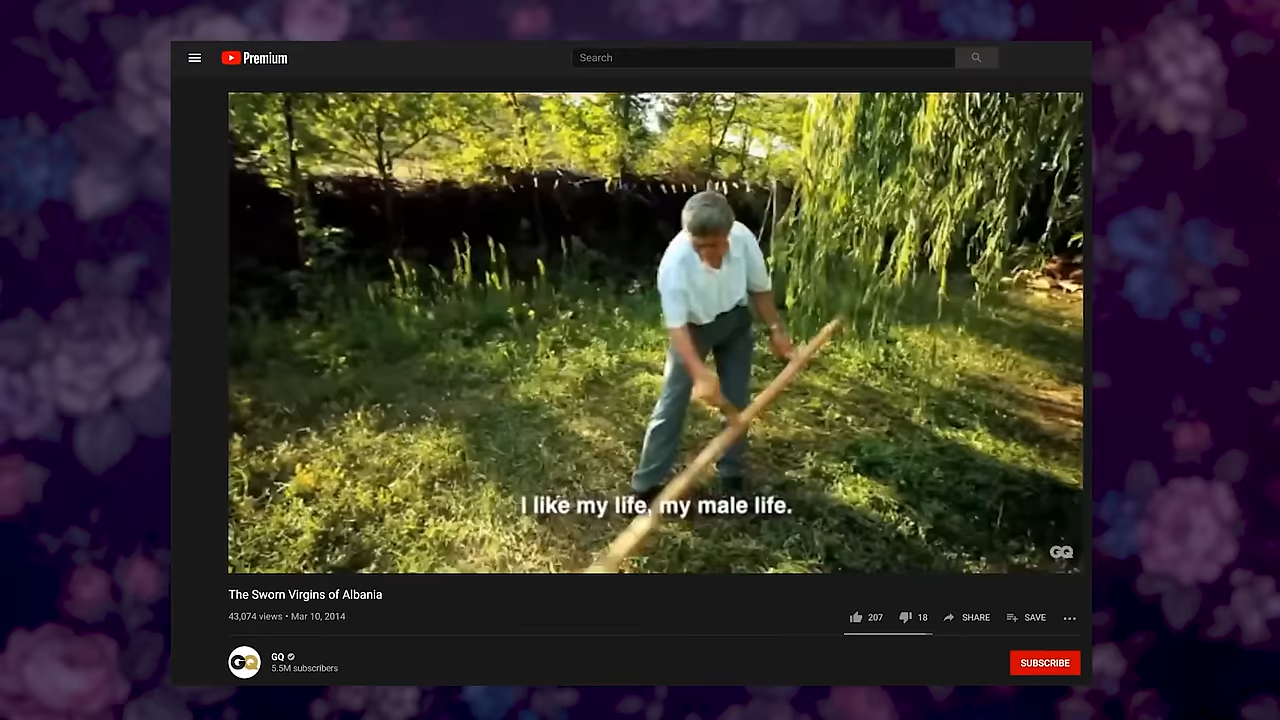 Premium
Search
I like my life, my male life.
GQ
The Sworn Virgins of Albania
43,074 views • Mar 10, 2014
207
18
SHARE
SAVE
GQ
GQ
5.5M subscribers
SUBSCRIBE